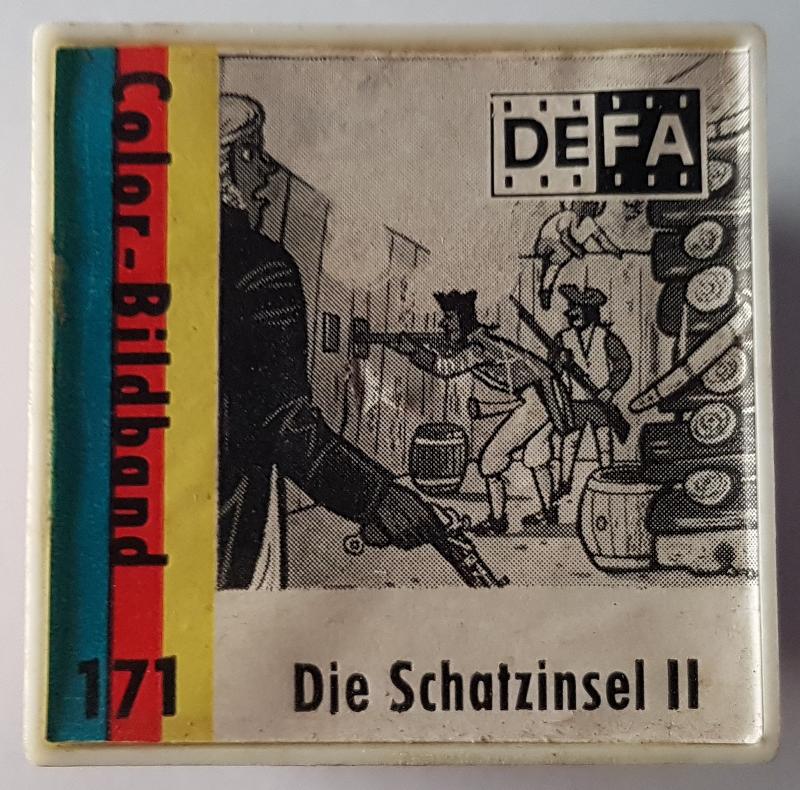 Color-Bildband
171
DEFA
Die Schatzinsel II